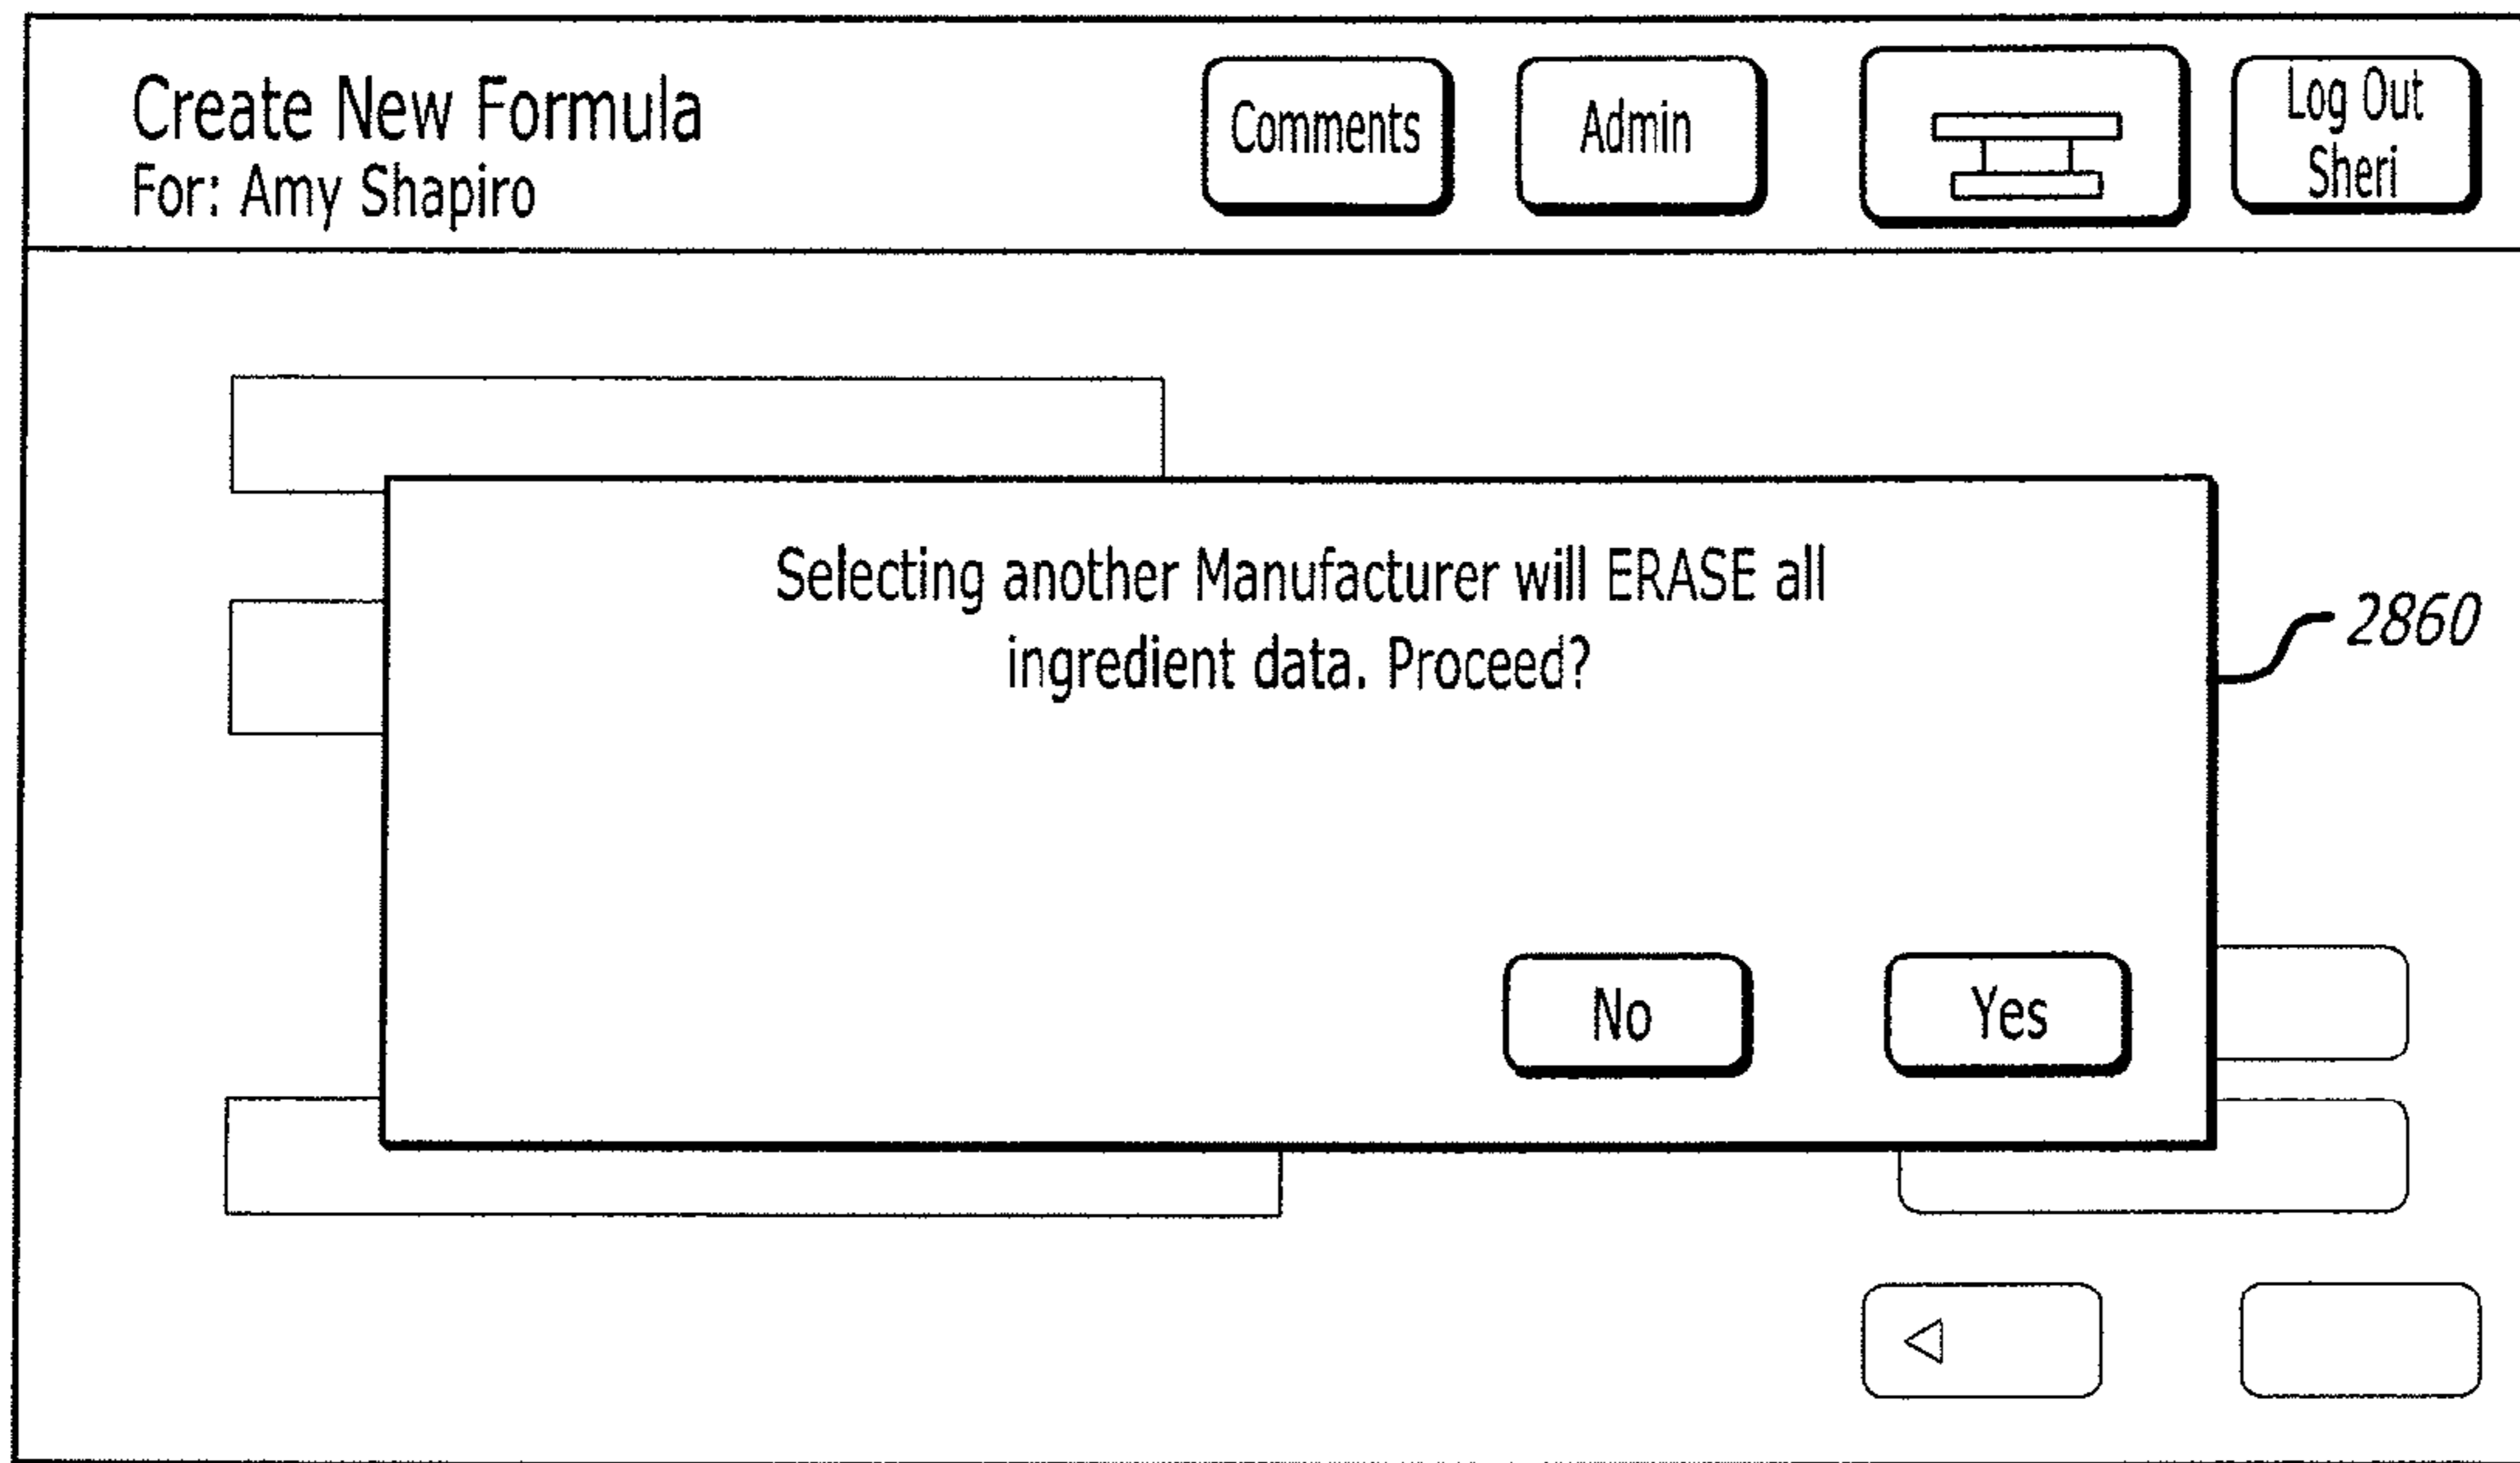 Create New Formula
For: Amy Shapiro
Comments
Admin
Log Out
Sheri
Selecting another Manufacturer will ERASE all
ingredient data. Proceed?
2860
No
Yes